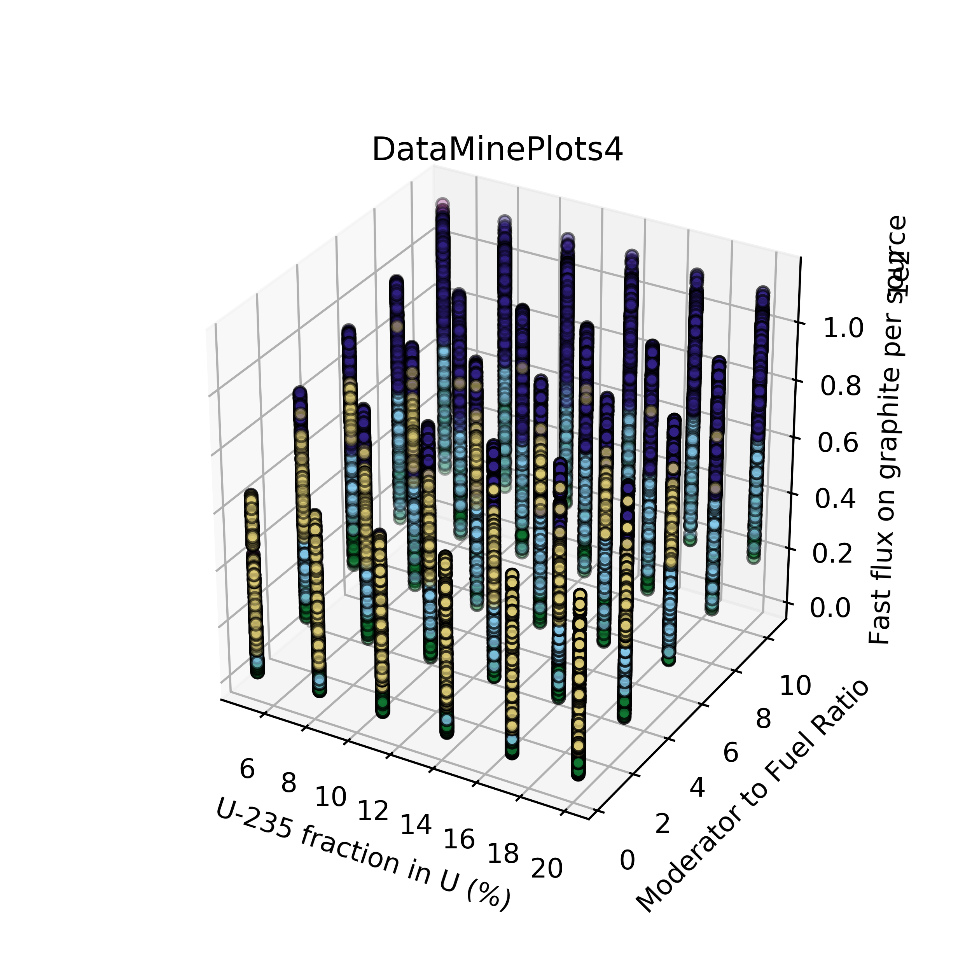 DataMinePlots4
1e2
1.0
0.8
0.6
0.4
0.2
0.0
Fast flux on graphite per source
10
8
6
4
2
0
Moderator to Fuel Ratio
6 8 10 12 14 16 18 20
U-235 fraction in U (%)